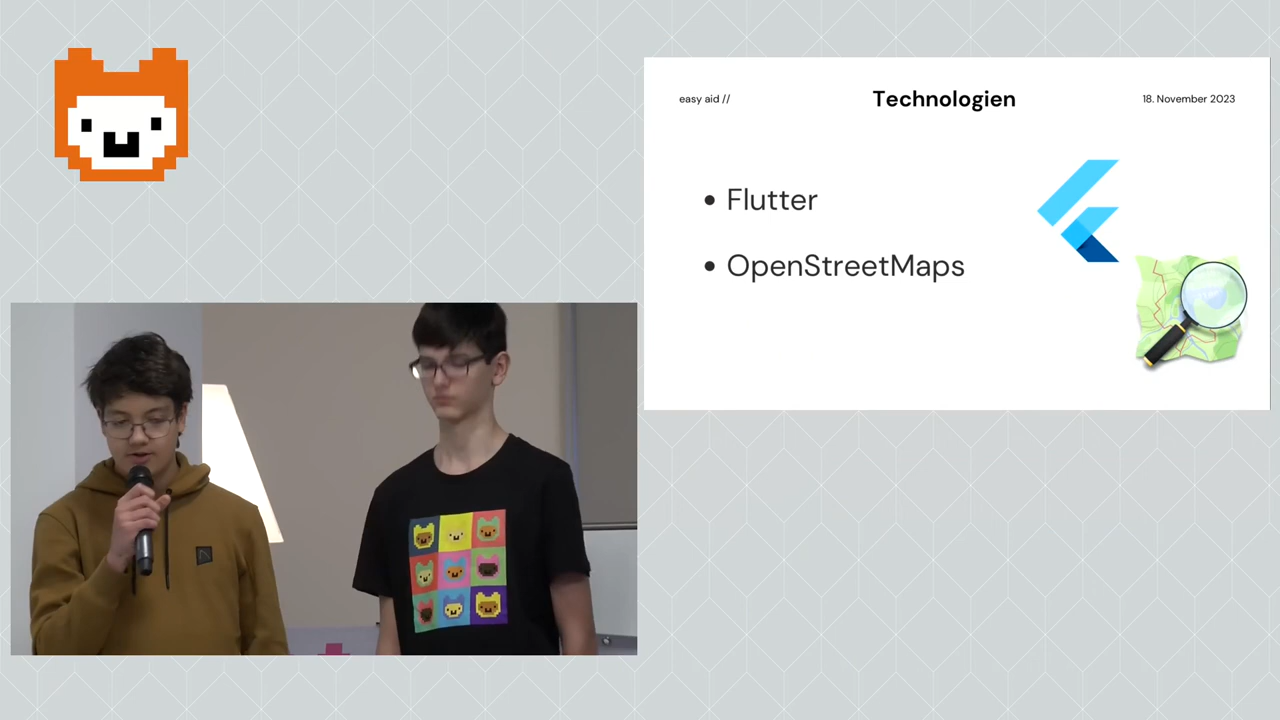 easy aid //
Technologien
18. November 2023
• Flutter
• OpenStreetMaps